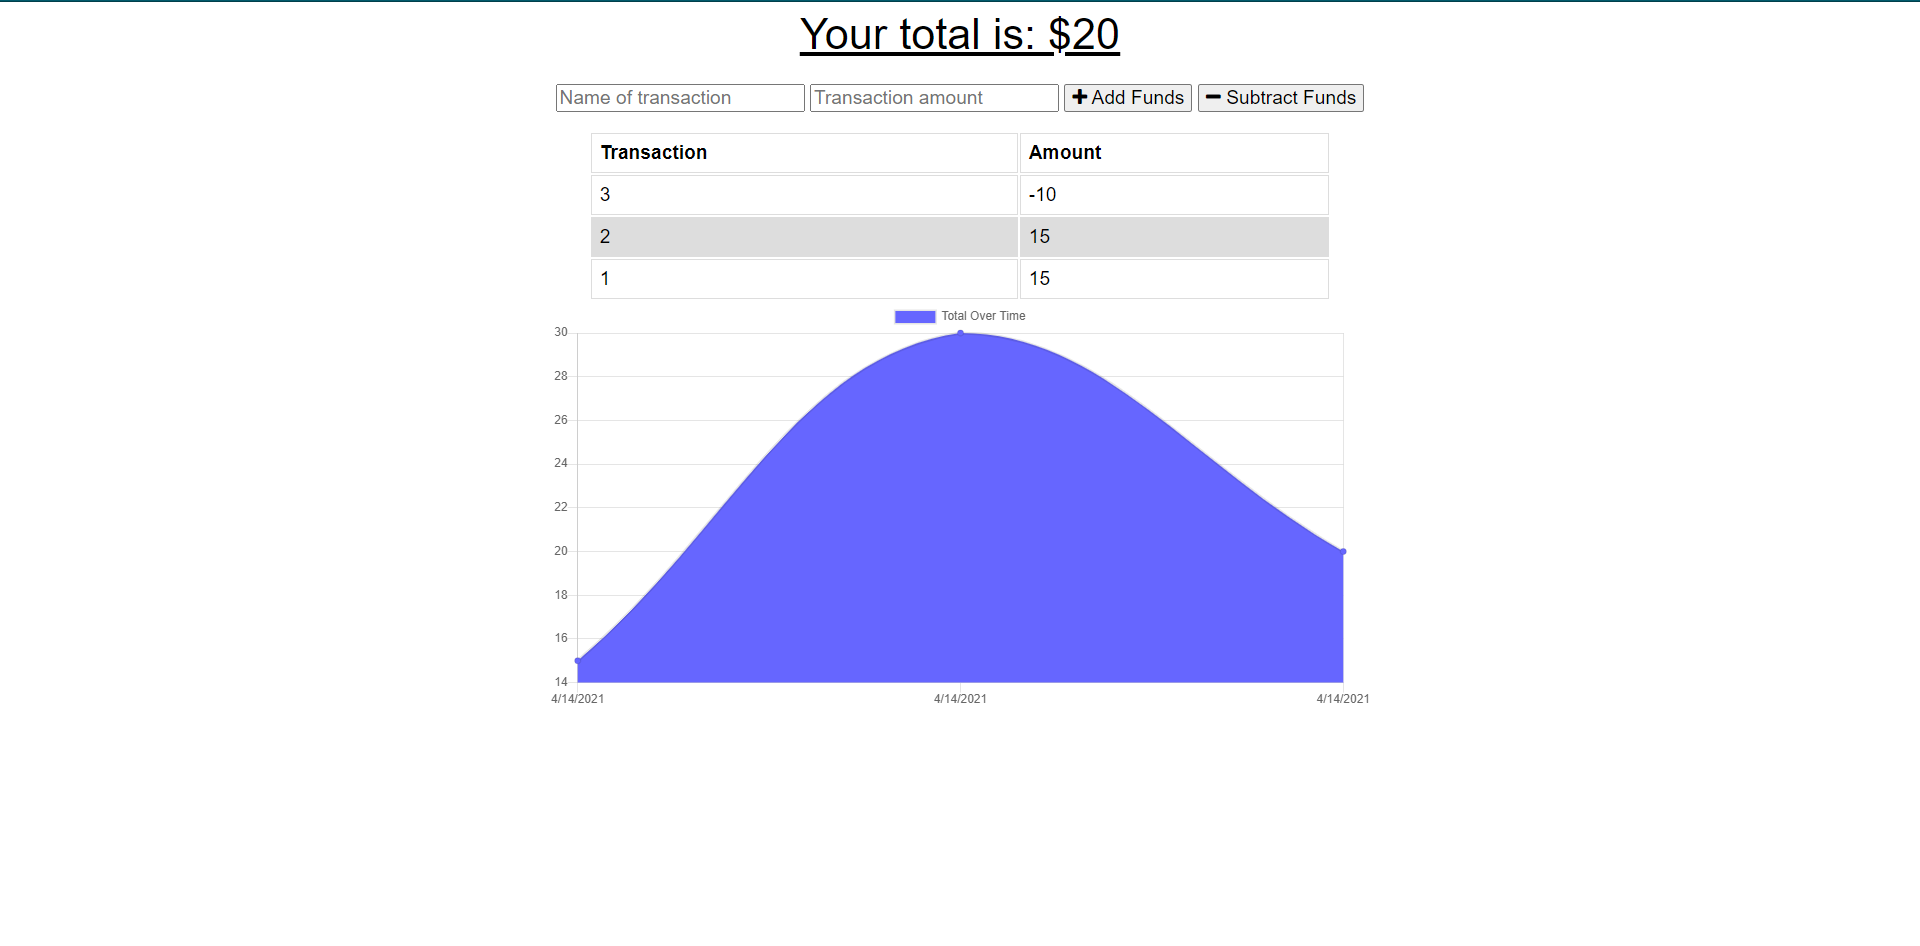 Your total is: $20
Name of transaction Transaction amount Add Funds Subtract Funds
Transaction Amount
3 -10
2 15
1 15
Total Over Time
30
28
26
24
22
20
18
16
14
4/14/2021 4/14/2021 4/14/2021